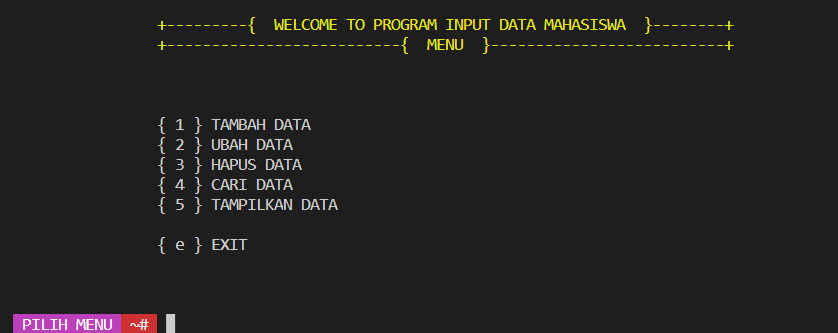 +---------{ WELCOME TO PROGRAM INPUT DATA MAHASISWA }--------+
+--------------------------{ MENU }--------------------------+
{ 1 } TAMBAH DATA
{ 2 } UBAH DATA
{ 3 } HAPUS DATA
{ 4 } CARI DATA
{ 5 } TAMPILKAN DATA
{ e } EXIT
PILIH MENU ~#